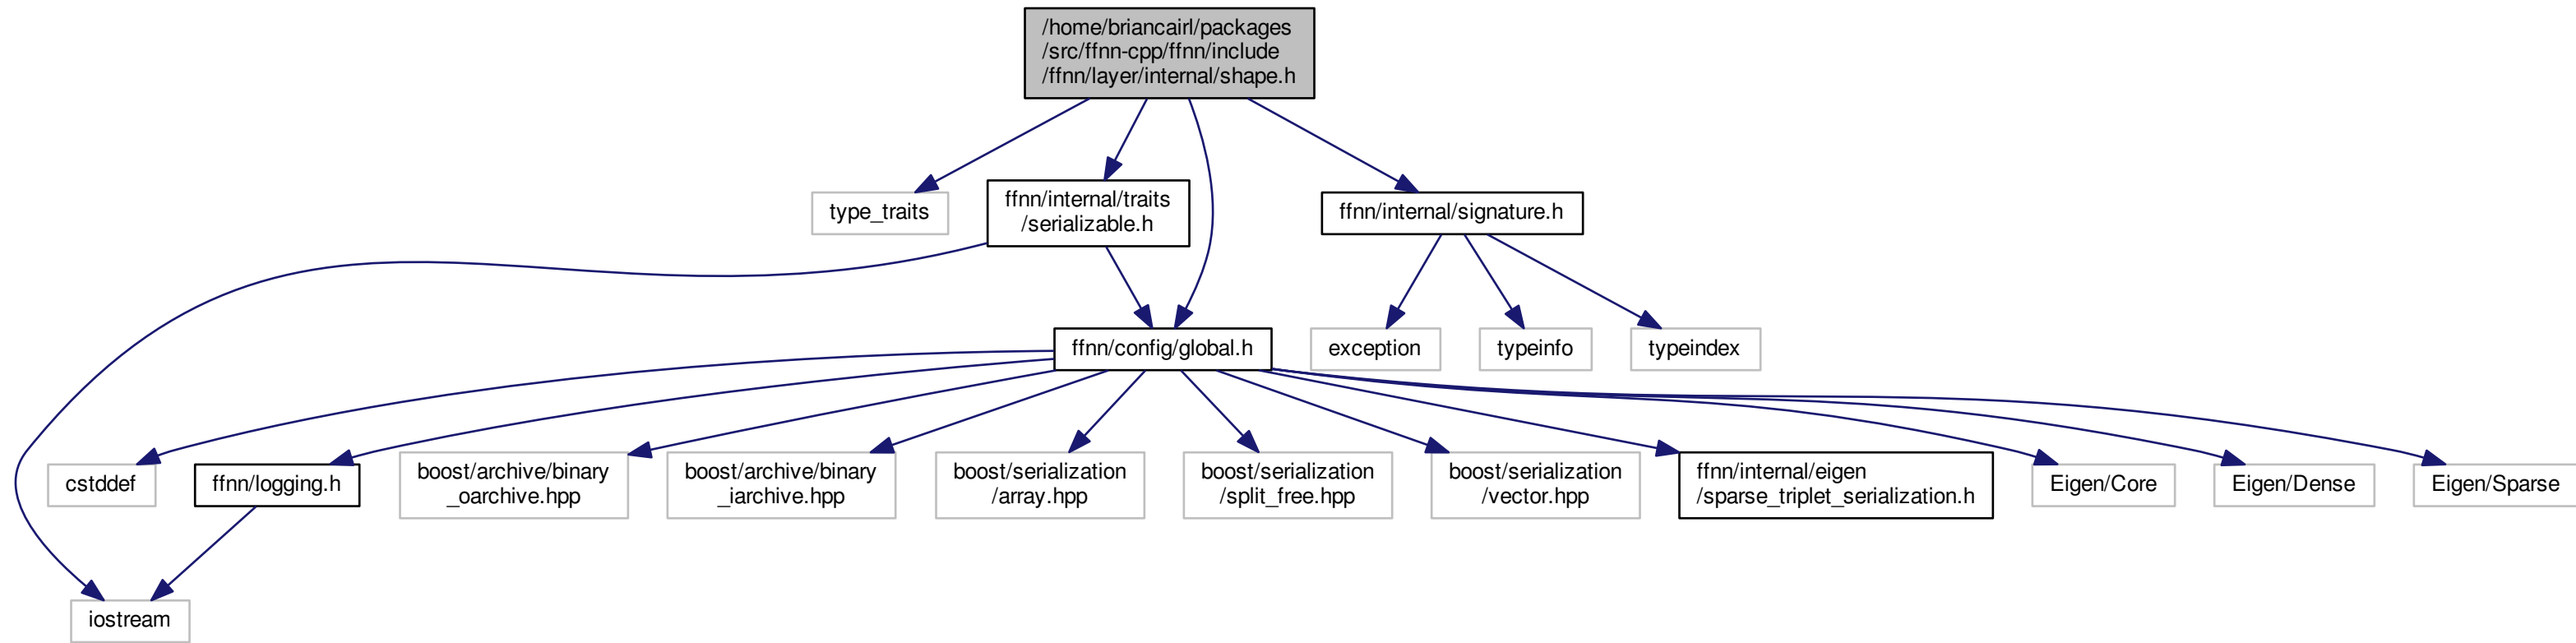 /home/briancairl/packages
/src/ffnn-cpp/ffnn/include
/ffnn/layer/internal/shape.h
type_traits
ffnn/internal/traits
/serializable.h
ffnn/internal/signature.h
ffnn/config/global.h
exception
typeinfo
typeindex
cstddef
ffnn/logging.h
boost/archive/binary
_oarchive.hpp
boost/archive/binary
_iarchive.hpp
boost/serialization
/array.hpp
boost/serialization
/split_free.hpp
boost/serialization
/vector.hpp
ffnn/internal/eigen
/sparse_triplet_serialization.h
Eigen/Core
Eigen/Dense
Eigen/Sparse
iostream